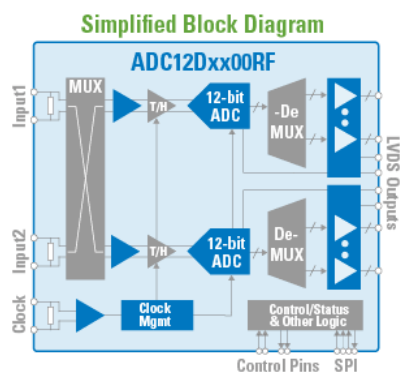 Simplified Block Diagram
ADC12Dxx00RF
MUX
Input1
T/H
12-bit
ADC
-De
MUX
LVDS Outputs
Input2
T/H
12-bit
ADC
De-
MUX
Clock
Clock
Mgmt
Control/Status
& Other Logic
Control Pins
SPI